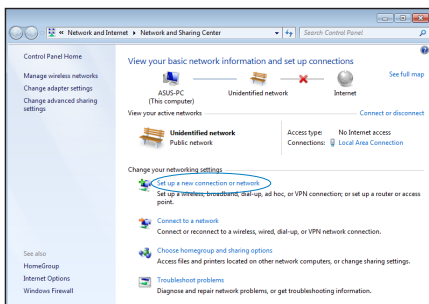 « Network and Internet ▸ Network and Sharing Center
Search Control Panel
Control Panel Home
Manage wireless networks
Change adapter settings
Change advanced sharing
settings
See also
HomeGroup
Internet Options
Windows Firewall
View your basic network information and set up connections
See full map
ASUS-PC
(This computer)
Unidentified network
Internet
View your active networks
Connect or disconnect
Unidentified network
Public network
Access type: No Internet access
Connections: Local Area Connection
Change your networking settings
Set up a new connection or network
Set up a wireless, broadband, dial-up, ad hoc, or VPN connection; or set up a router or access
point.
Connect to a network
Connect or reconnect to a wireless, wired, dial-up, or VPN network connection.
Choose homegroup and sharing options
Access files and printers located on other network computers, or change sharing settings.
Troubleshoot problems
Diagnose and repair network problems, or get troubleshooting information.